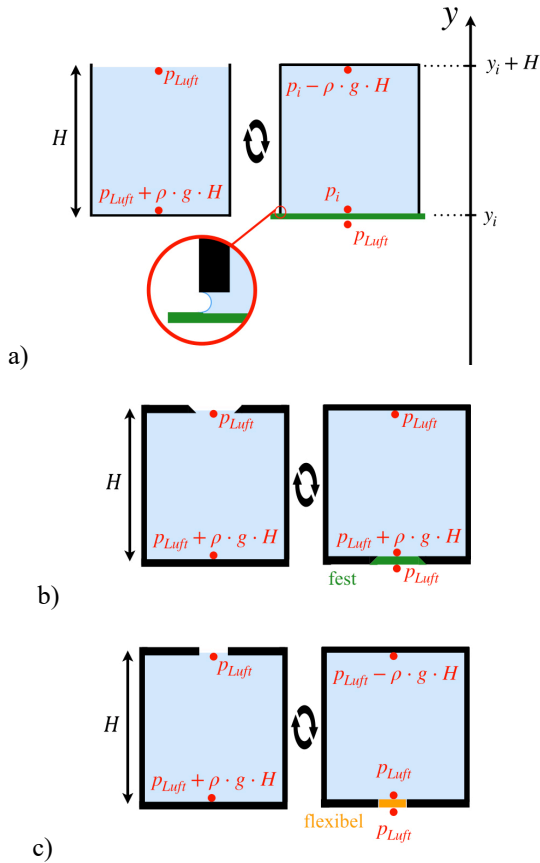 y
p_Luft
p_i − ρ · g · H
y_i + H
H
p_Luft + ρ · g · H
p_i
y_i
p_Luft
a)
p_Luft
p_Luft
H
p_Luft + ρ · g · H
p_Luft + ρ · g · H
fest
p_Luft
b)
p_Luft
p_Luft − ρ · g · H
H
p_Luft + ρ · g · H
p_Luft
flexibel
p_Luft
c)